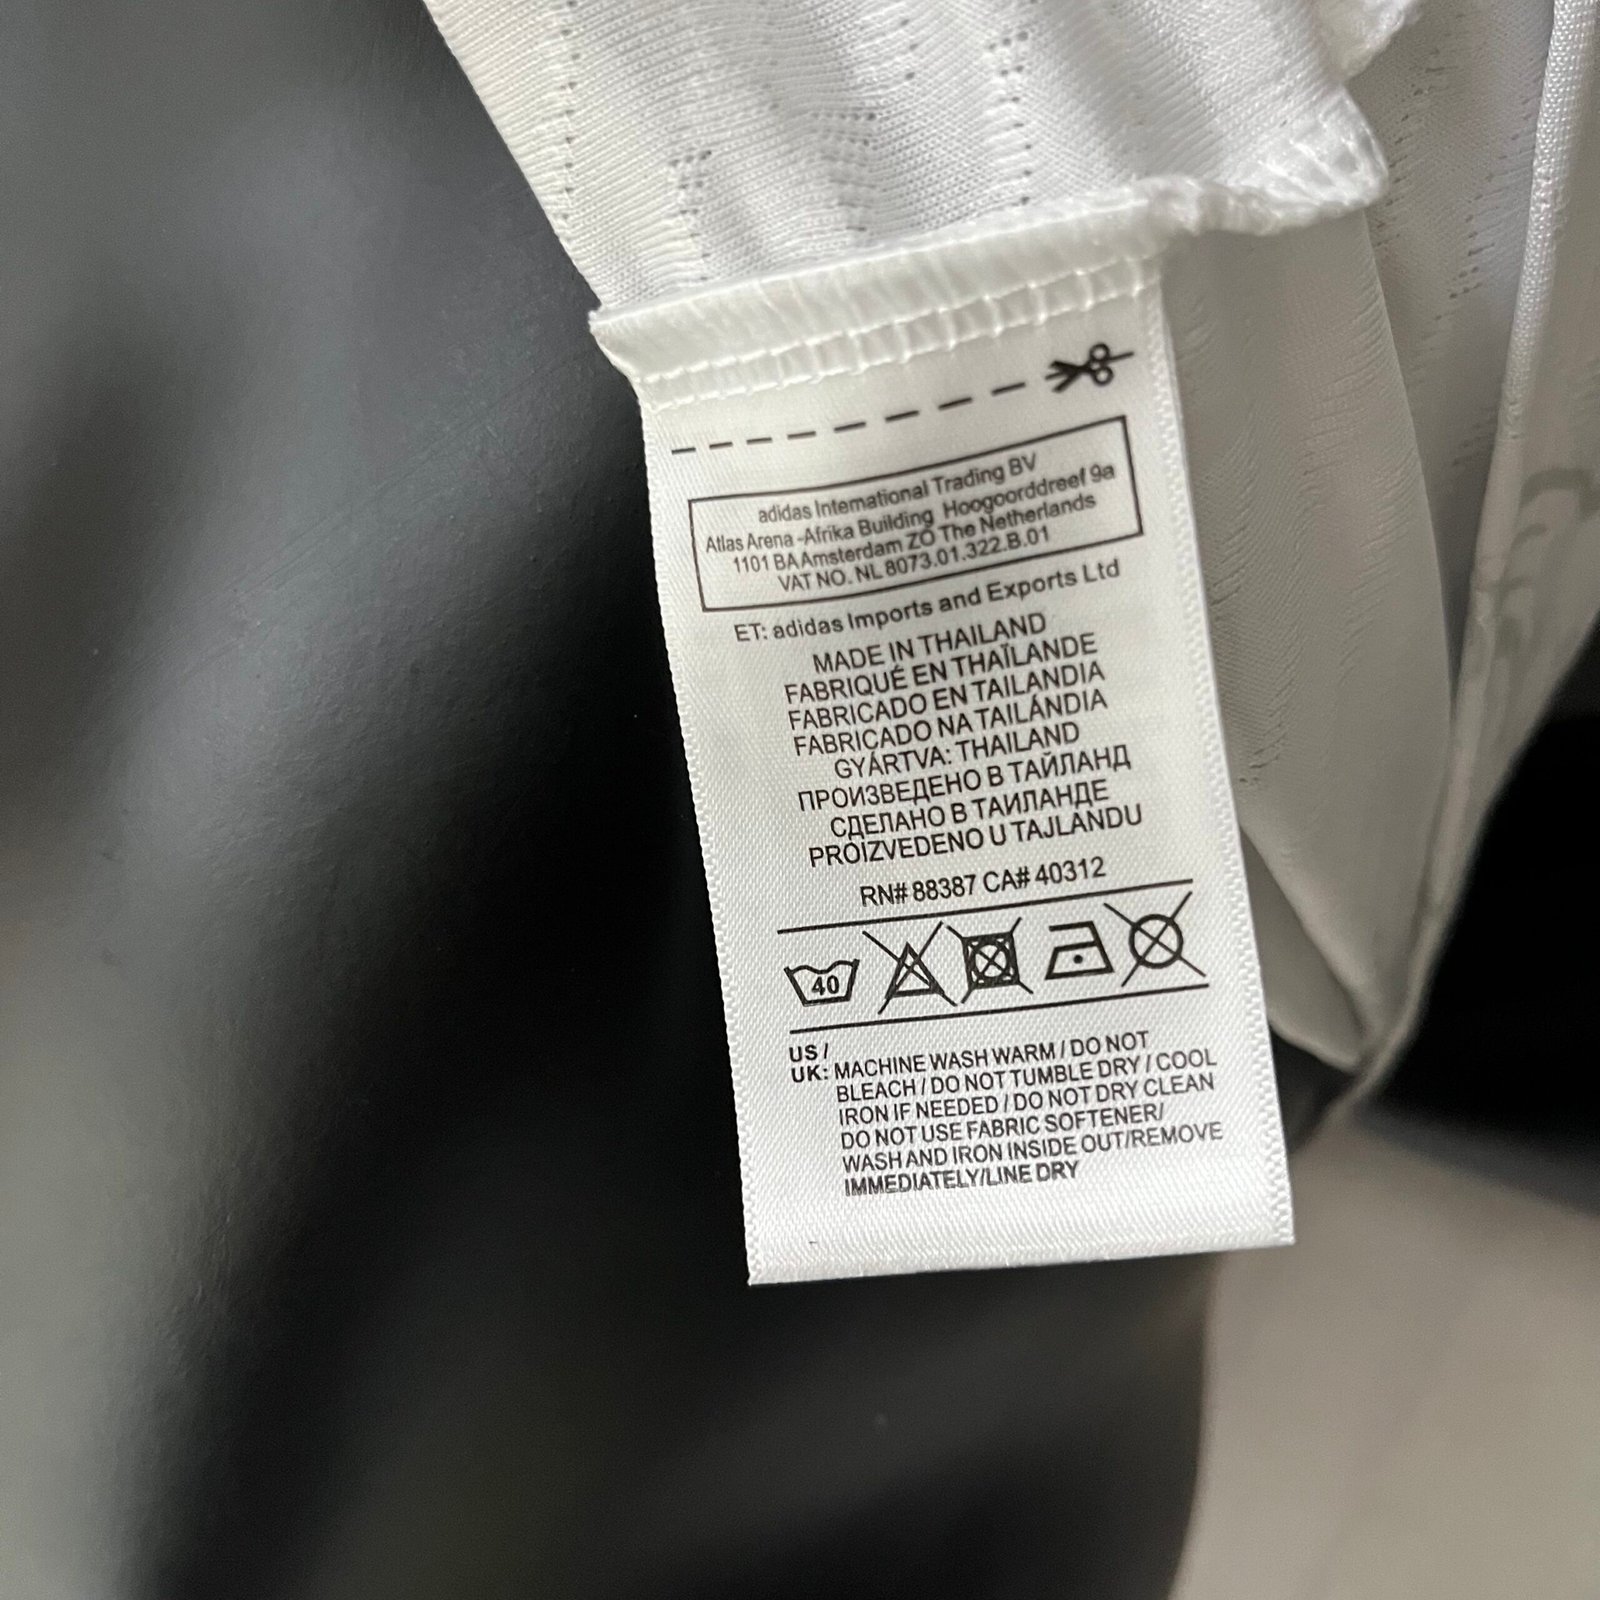 adidas International Trading BV
Atlas Arena -Afrika Building Hoogoorddreef 9a
1101 BA Amsterdam ZO The Netherlands
VAT NO. NL 8073.01.322.B.01
ET: adidas Imports and Exports Ltd
MADE IN THAILAND
FABRIQUÉ EN THAÏLANDE
FABRICADO EN TAILANDIA
FABRICADO NA TAILÁNDIA
GYÁRTVA: THAILAND
ПРОИЗВЕДЕНО В ТАЙЛАНД
СДЕЛАНО В ТАИЛАНДЕ
PROIZVEDENO U TAJLANDU
RN# 88387 CA# 40312
40
US /
UK: MACHINE WASH WARM / DO NOT
BLEACH / DO NOT TUMBLE DRY / COOL
IRON IF NEEDED / DO NOT DRY CLEAN
DO NOT USE FABRIC SOFTENER/
WASH AND IRON INSIDE OUT/REMOVE
IMMEDIATELY/LINE DRY